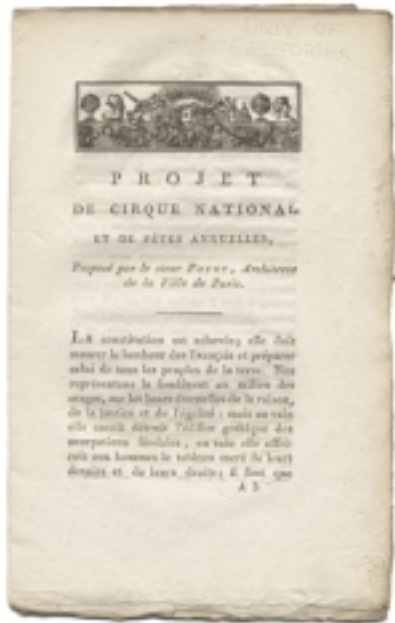 PROJET
DE CIRQUE NATIONAL
ET DE FÊTES ANNUELLES,
Proposé par le sieur POYET, Architecte
de la Ville de Paris.
LA constitution est achevée; elle doit
assurer le bonheur des Français et préparer
celui de tous les peuples de la terre. Nos
représentans la fondèrent au milieu des
orages, sur les bases éternelles de la raison,
de la justice et de l'égalité: mais en vain
elle auroit détruit l'édifice gothique des
usurpations féodales, en vain elle offri-
roit aux hommes le tableau sacré de leurs
devoirs et de leurs droits; il faut que
A 3